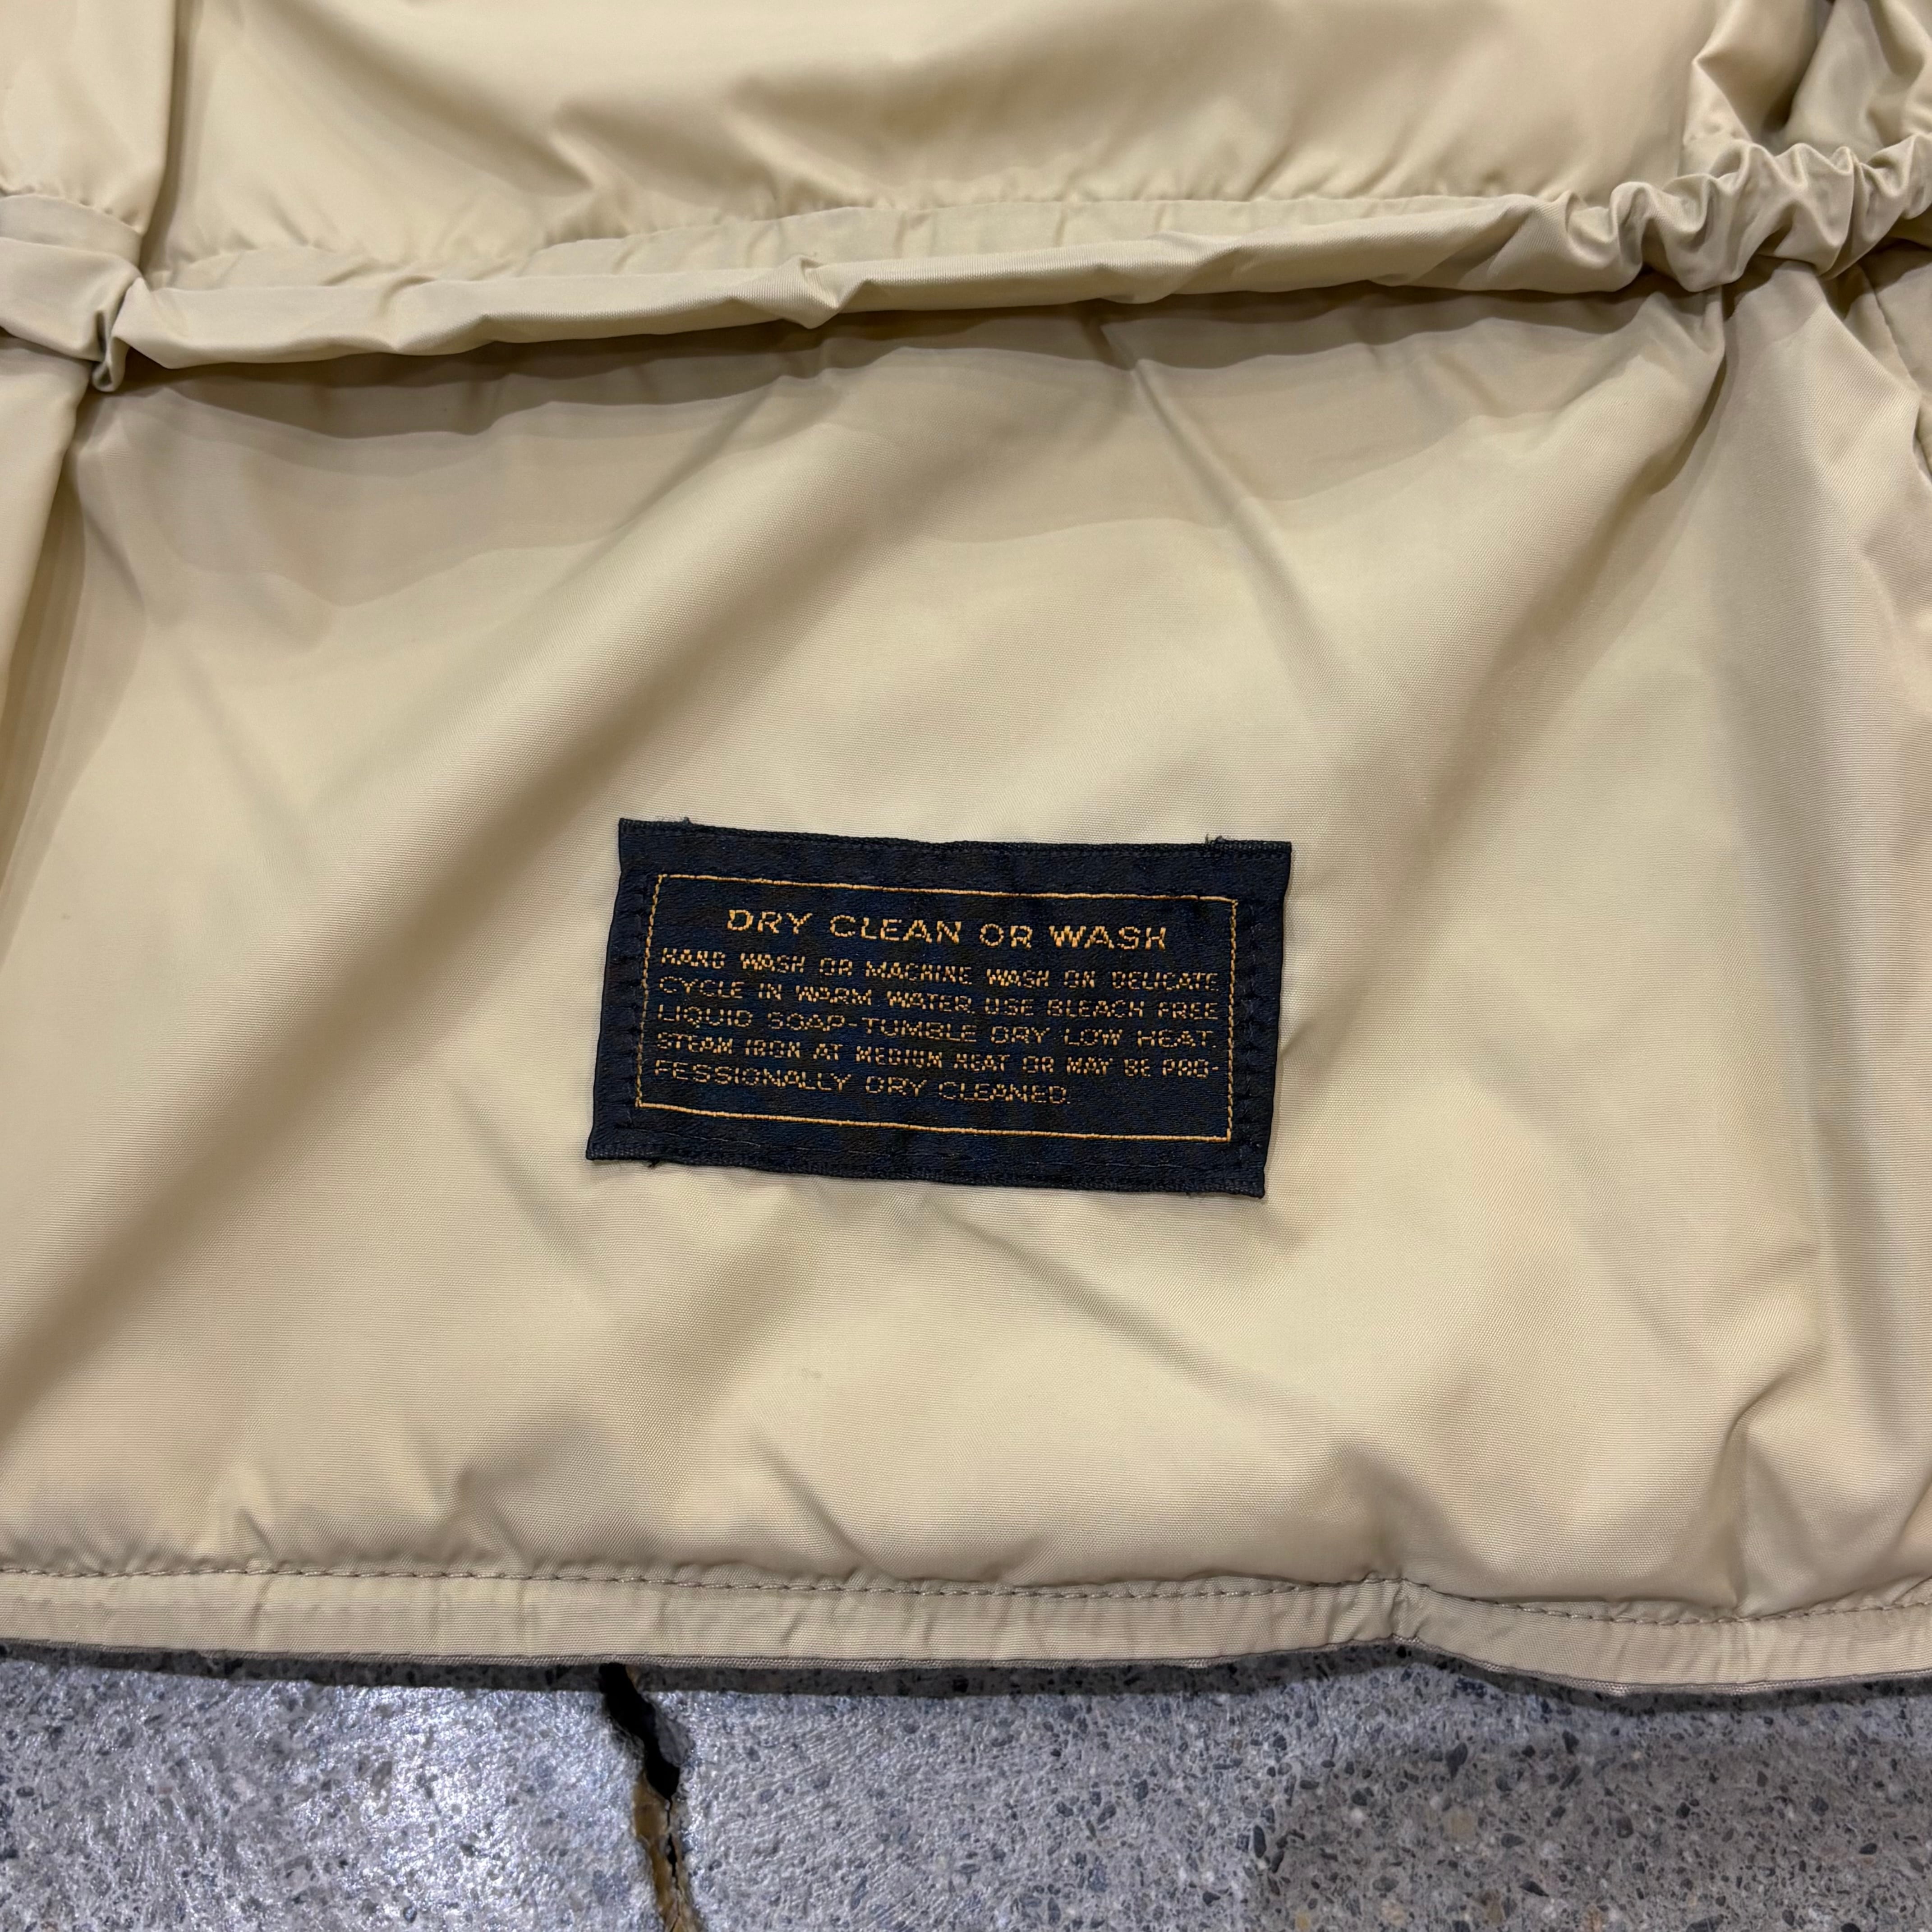 DRY CLEAN OR WASH
HAND WASH OR MACHINE WASH ON DELICATE
CYCLE IN WARM WATER. USE BLEACH FREE
LIQUID SOAP-TUMBLE DRY LOW HEAT.
STEAM IRON AT MEDIUM HEAT OR MAY BE PRO-
FESSIONALLY DRY CLEANED.